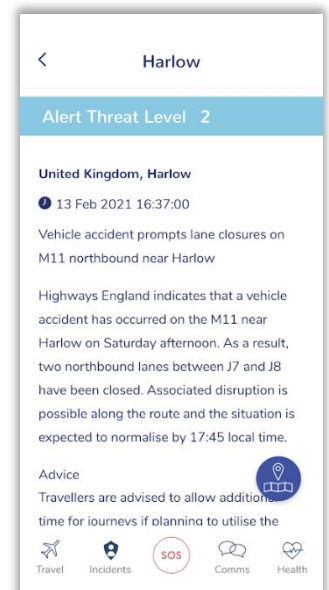 Harlow
Alert Threat Level 2
United Kingdom, Harlow
13 Feb 2021 16:37:00
Vehicle accident prompts lane closures on
M11 northbound near Harlow
Highways England indicates that a vehicle
accident has occurred on the M11 near
Harlow on Saturday afternoon. As a result,
two northbound lanes between J7 and J8
have been closed. Associated disruption is
possible along the route and the situation is
expected to normalise by 17:45 local time.
Advice
Travellers are advised to allow additional
time for journeys if planning to utilise the
Travel Incidents SOS Comms Health